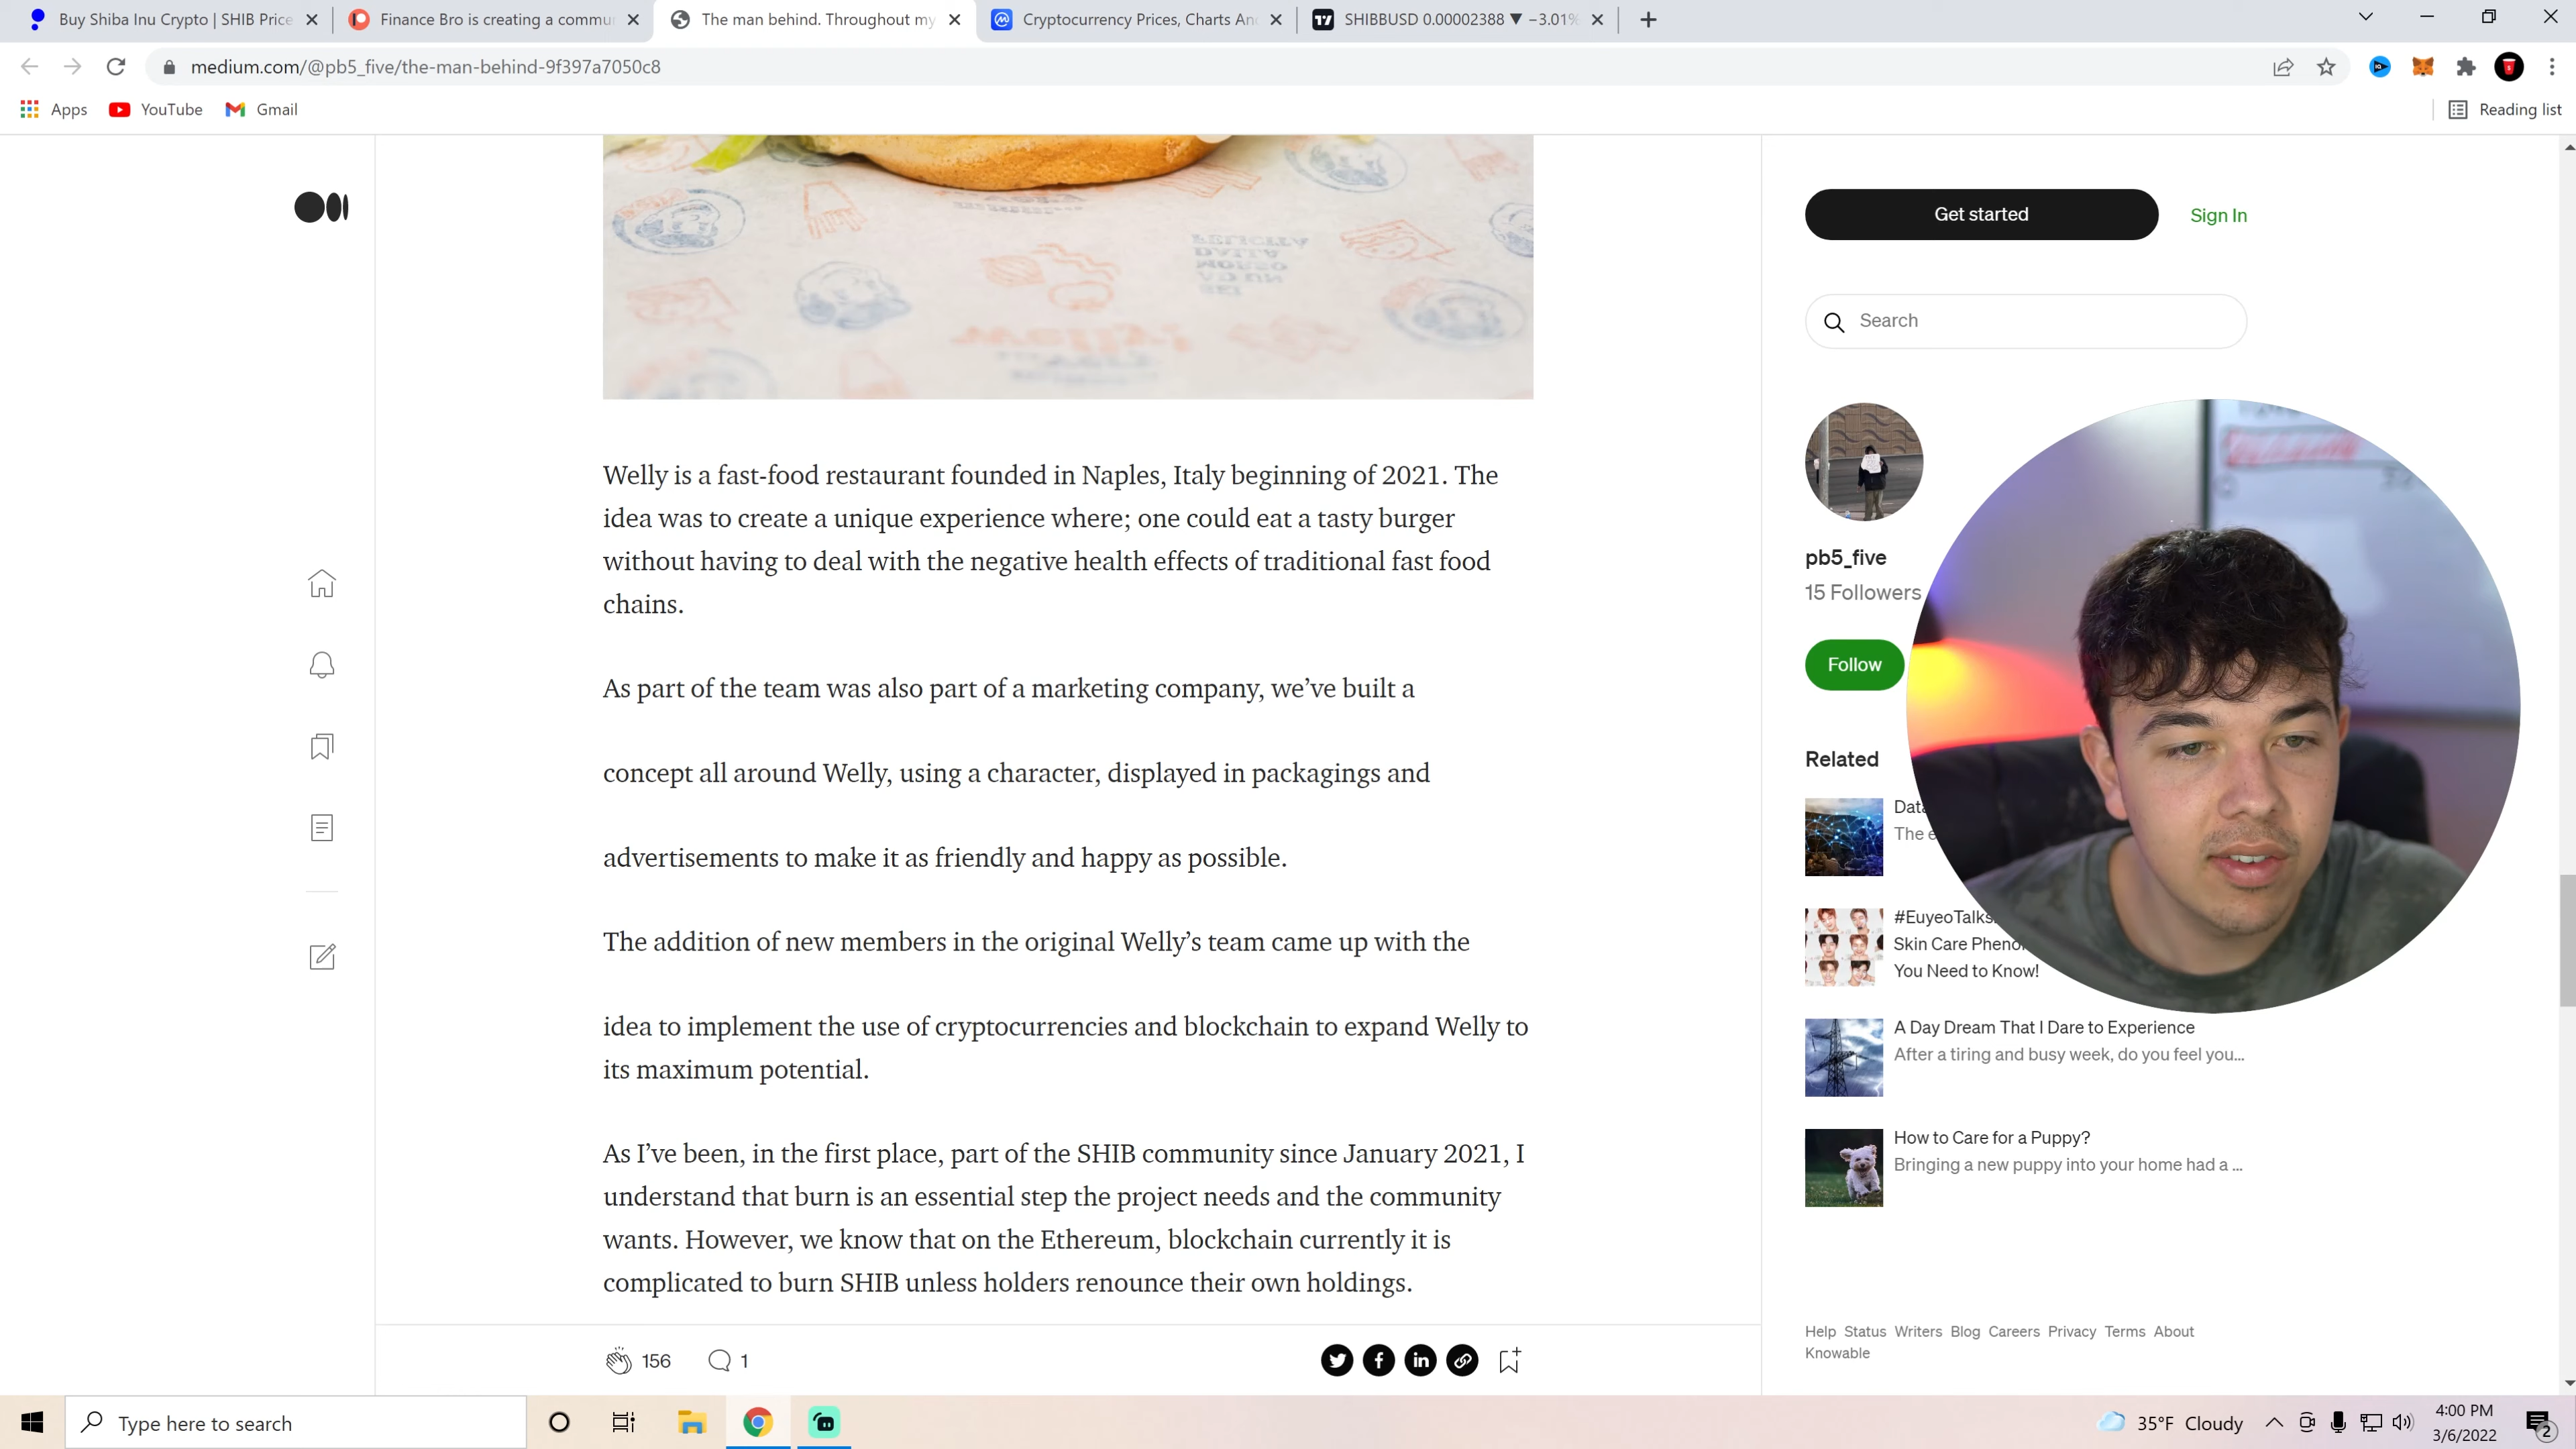 Buy Shiba Inu Crypto | SHIB Price
Finance Bro is creating a commu
The man behind. Throughout my
Cryptocurrency Prices, Charts An
SHIBBUSD 0.00002388 ▼ −3.01%
medium.com/@pb5_five/the-man-behind-9f397a7050c8
Apps
YouTube
Gmail
Reading list
Get started
Sign In
Search
Welly is a fast-food restaurant founded in Naples, Italy beginning of 2021. The
idea was to create a unique experience where; one could eat a tasty burger
without having to deal with the negative health effects of traditional fast food
chains.
As part of the team was also part of a marketing company, we’ve built a
concept all around Welly, using a character, displayed in packagings and
advertisements to make it as friendly and happy as possible.
The addition of new members in the original Welly’s team came up with the
idea to implement the use of cryptocurrencies and blockchain to expand Welly to
its maximum potential.
As I’ve been, in the first place, part of the SHIB community since January 2021, I
understand that burn is an essential step the project needs and the community
wants. However, we know that on the Ethereum, blockchain currently it is
complicated to burn SHIB unless holders renounce their own holdings.
156
1
pb5_five
15 Followers
Follow
Related
Data
The e
#EuyeoTalks
Skin Care Pheno
You Need to Know!
A Day Dream That I Dare to Experience
After a tiring and busy week, do you feel you...
How to Care for a Puppy?
Bringing a new puppy into your home had a ...
Help Status Writers Blog Careers Privacy Terms About
Knowable
Type here to search
35°F Cloudy
4:00 PM
3/6/2022
2